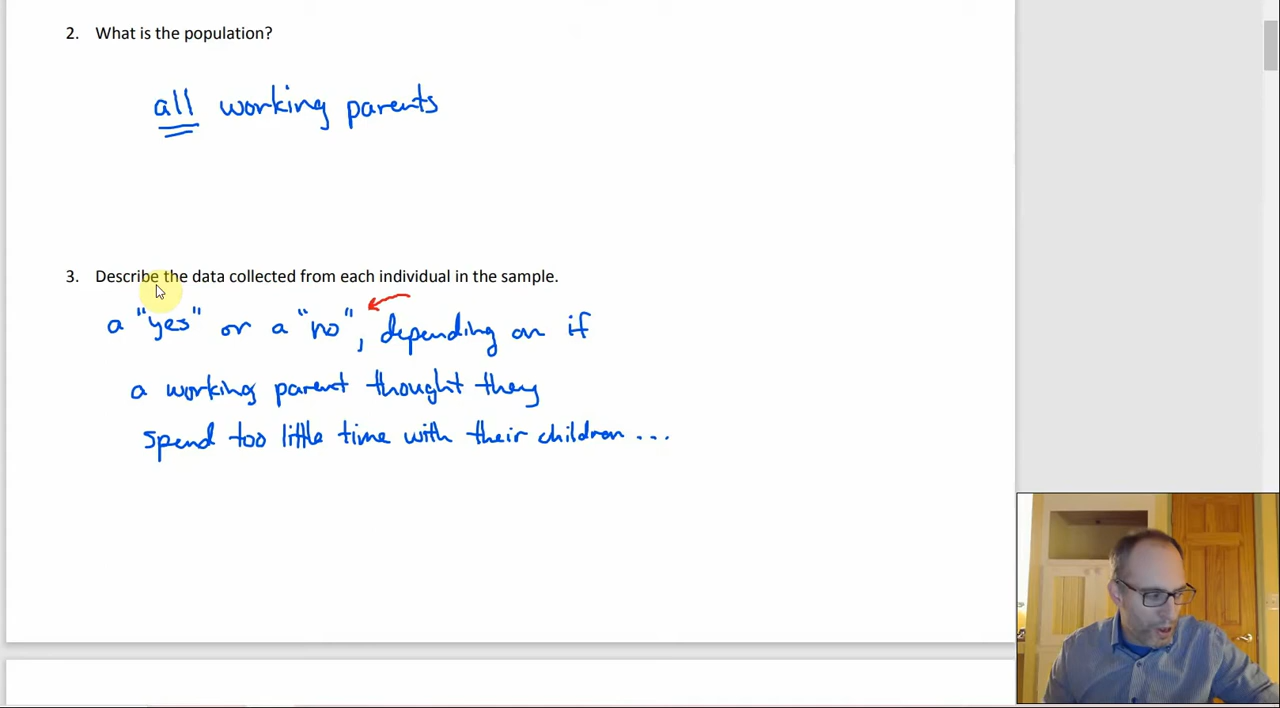 2. What is the population?
all working parents
3. Describe the data collected from each individual in the sample.
a "yes" or a "no", depending on if
a working parent thought they
spend too little time with their children ...